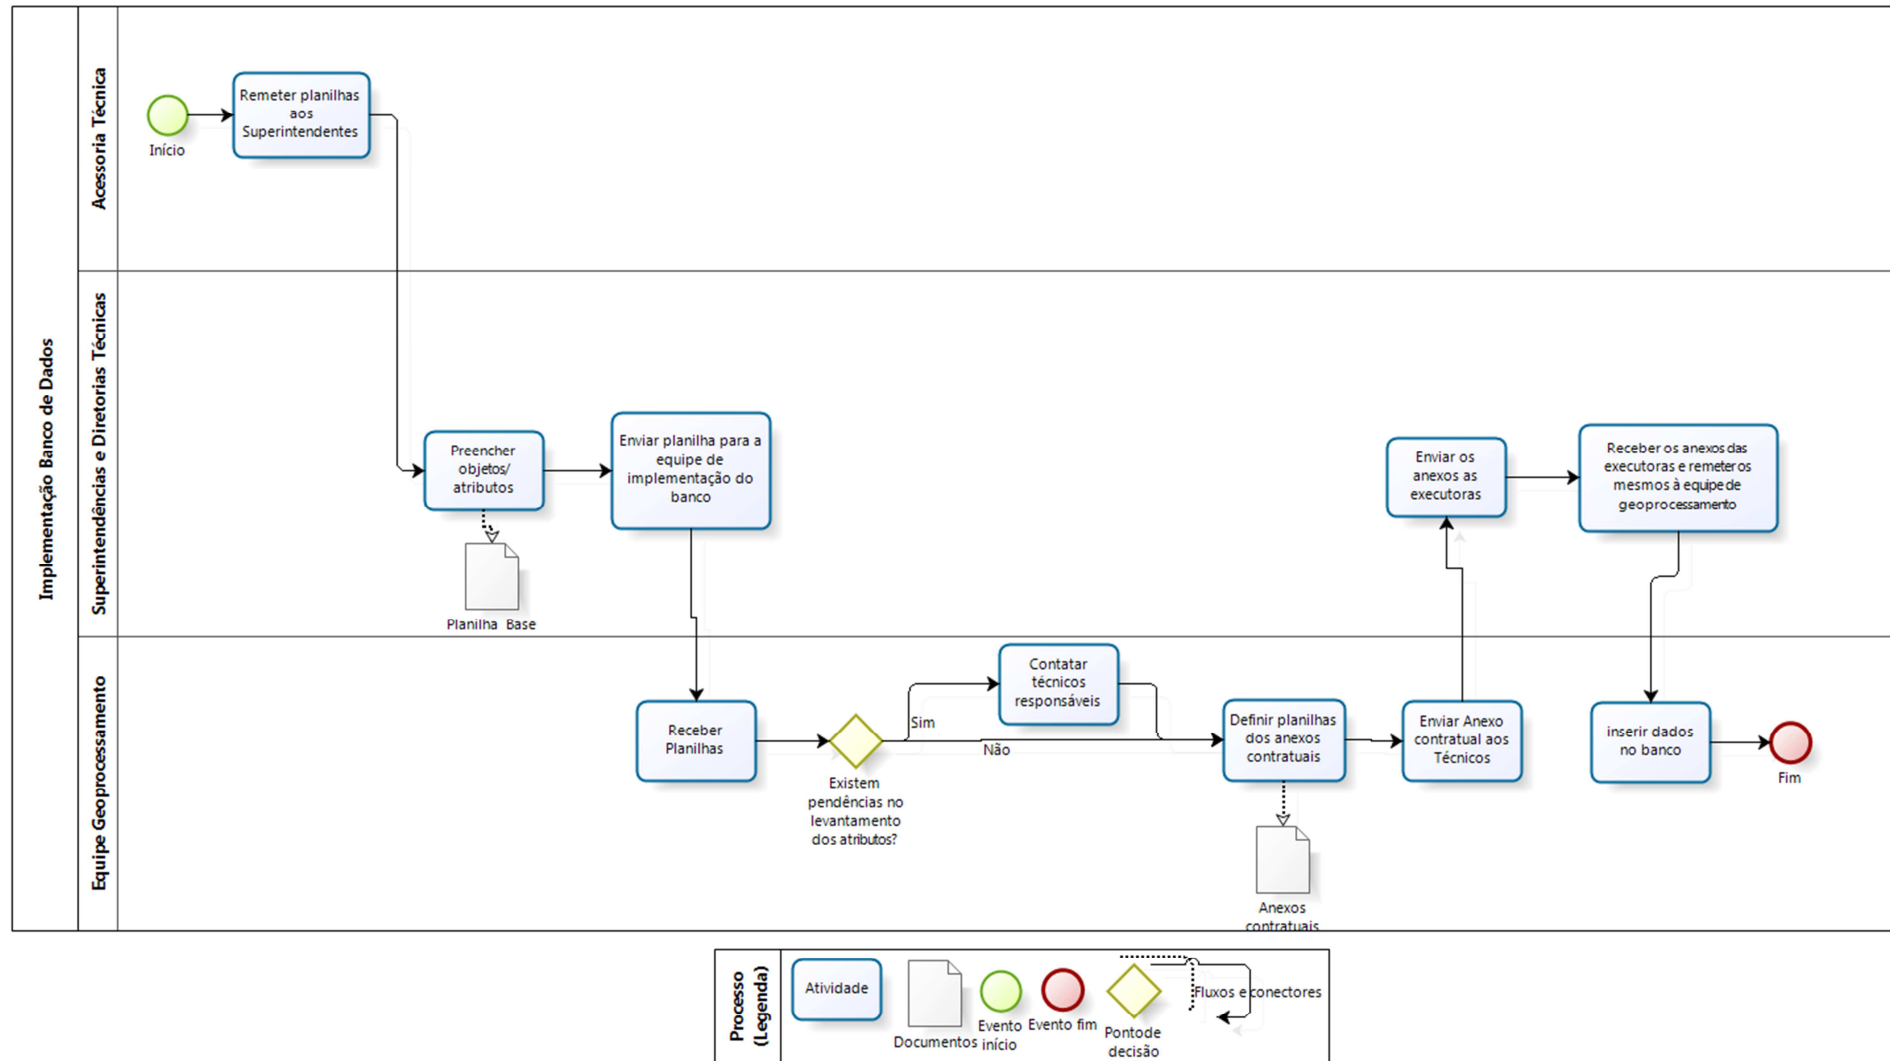 Implementação Banco de Dados
Acessoria Técnica
Início
Remeter planilhas
aos
Superintendentes
Superintendências e Diretorias Técnicas
Preencher
objetos/
atributos
Planilha Base
Enviar planilha para a
equipe de
implementação do
banco
Enviar os
anexos as
executoras
Receber os anexos das
executoras e remeter os
mesmos à equipe de
geoprocessamento
Equipe Geoprocessamento
Receber
Planilhas
Existem
pendências no
levantamento
dos atributos?
Sim
Não
Contatar
técnicos
responsáveis
Definir planilhas
dos anexos
contratuais
Anexos
contratuais
Enviar Anexo
contratual aos
Técnicos
inserir dados
no banco
Fim
Processo
(Legenda)
Atividade
Documentos
Evento
início
Evento fim
Ponto de
decisão
Fluxos e conectores